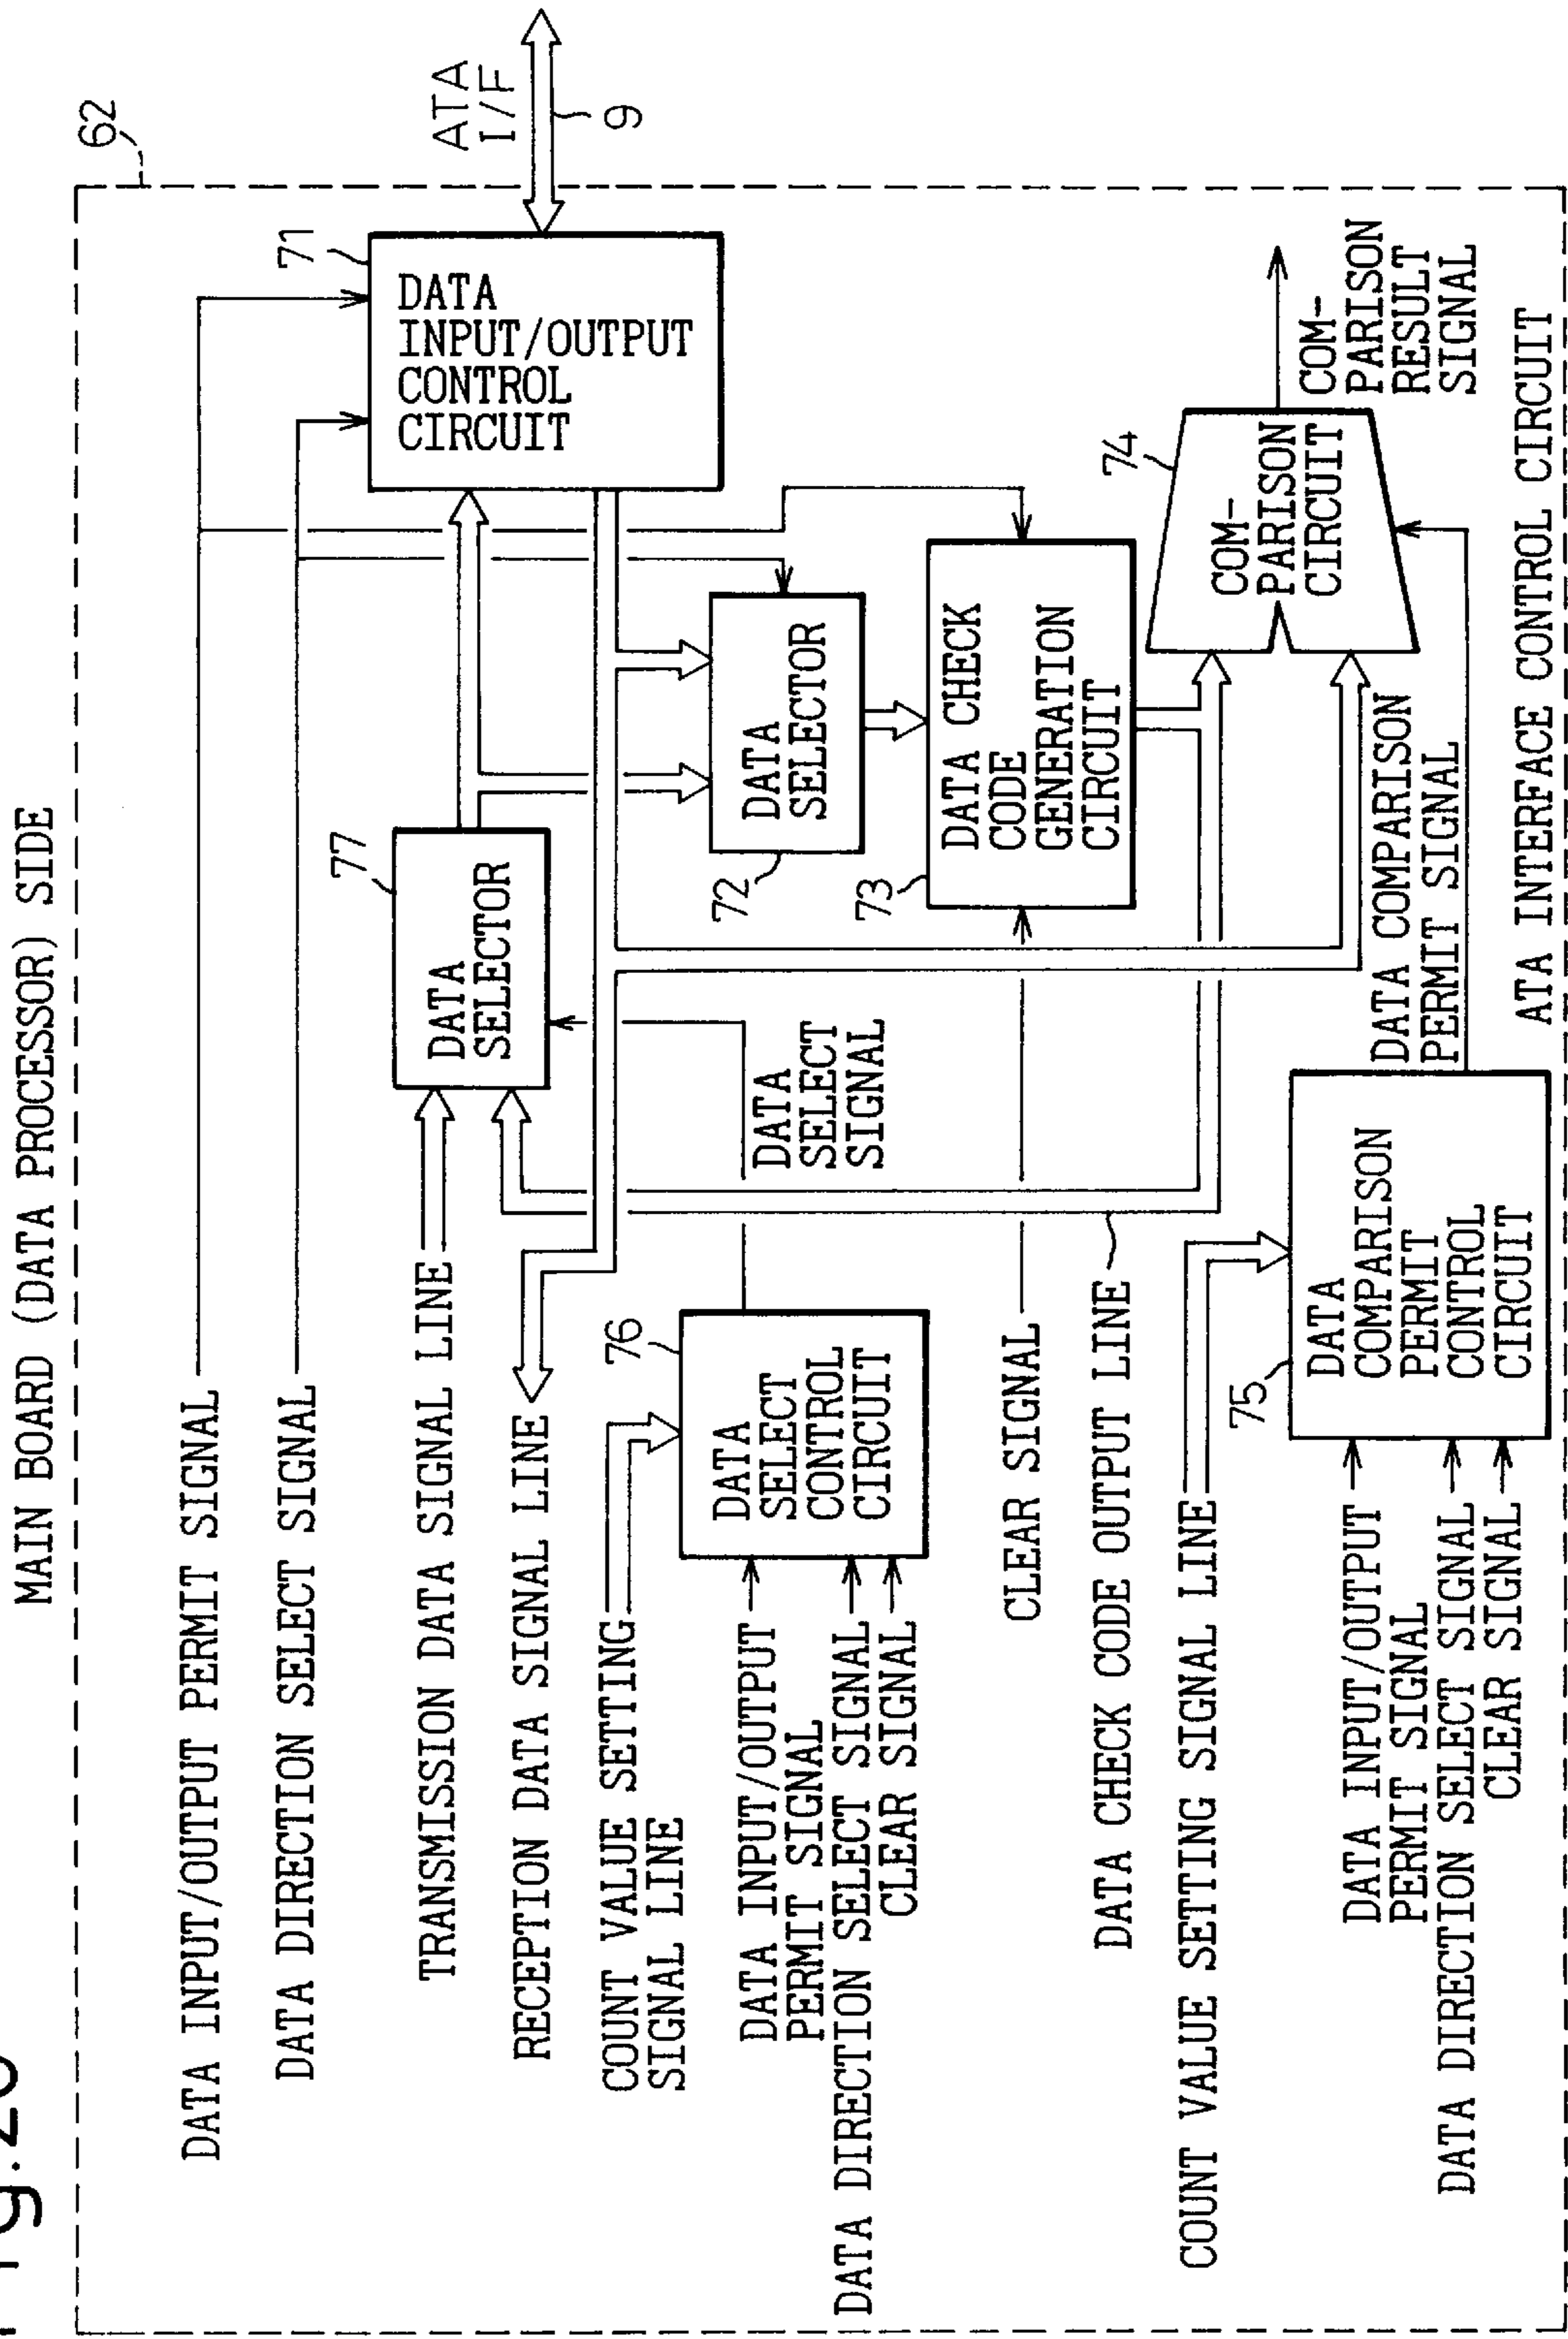 MAIN BOARD (DATA PROCESSOR) SIDE
62
DATA INPUT/OUTPUT PERMIT SIGNAL
DATA DIRECTION SELECT SIGNAL
71
DATA
INPUT/OUTPUT
CONTROL
CIRCUIT
ATA
I/F
9
TRANSMISSION DATA SIGNAL LINE
77
DATA
SELECTOR
RECEPTION DATA SIGNAL LINE
COUNT VALUE SETTING
SIGNAL LINE
76
DATA
SELECT
CONTROL
CIRCUIT
DATA
SELECT
SIGNAL
DATA INPUT/OUTPUT
PERMIT SIGNAL
DATA DIRECTION SELECT SIGNAL
CLEAR SIGNAL
72
DATA
SELECTOR
73
DATA CHECK
CODE
GENERATION
CIRCUIT
CLEAR SIGNAL
DATA CHECK CODE OUTPUT LINE
74
COM-
PARISON
CIRCUIT
COM-
PARISON
RESULT
SIGNAL
COUNT VALUE SETTING SIGNAL LINE
75
DATA
COMPARISON
PERMIT
CONTROL
CIRCUIT
DATA COMPARISON
PERMIT SIGNAL
DATA INPUT/OUTPUT
PERMIT SIGNAL
DATA DIRECTION SELECT SIGNAL
CLEAR SIGNAL
ATA INTERFACE CONTROL CIRCUIT